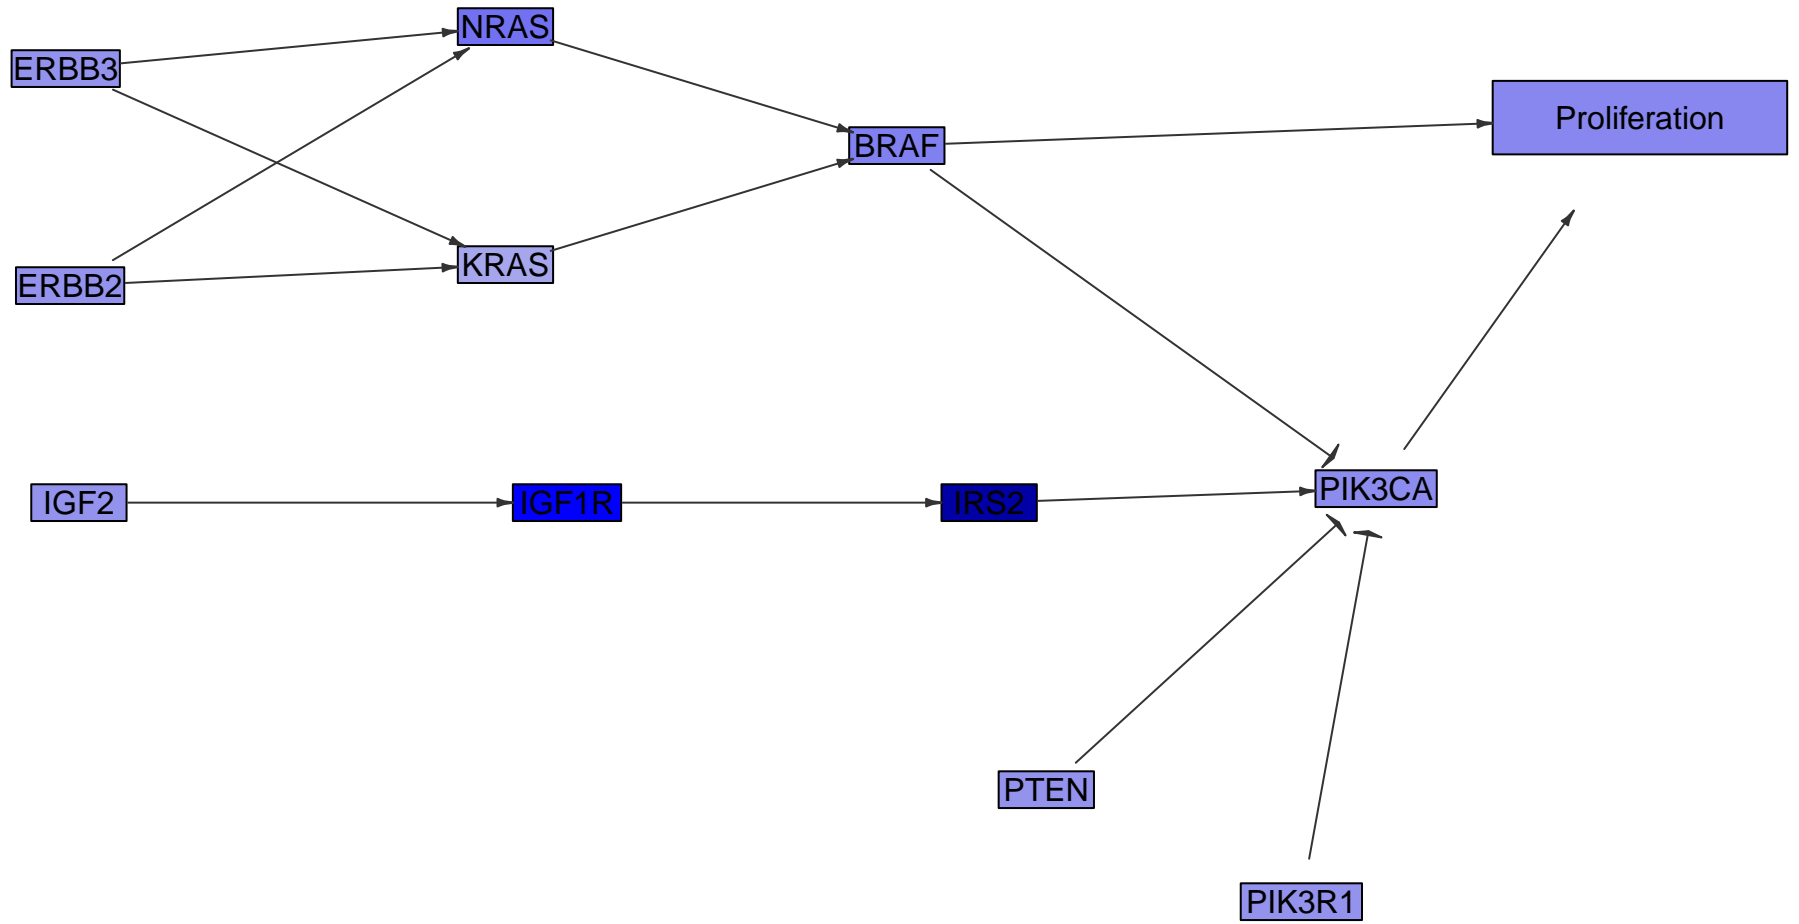 NRAS
ERBB3
Proliferation
BRAF
KRAS
ERBB2
IGF2
IGF1R
IRS2
PIK3CA
PTEN
PIK3R1